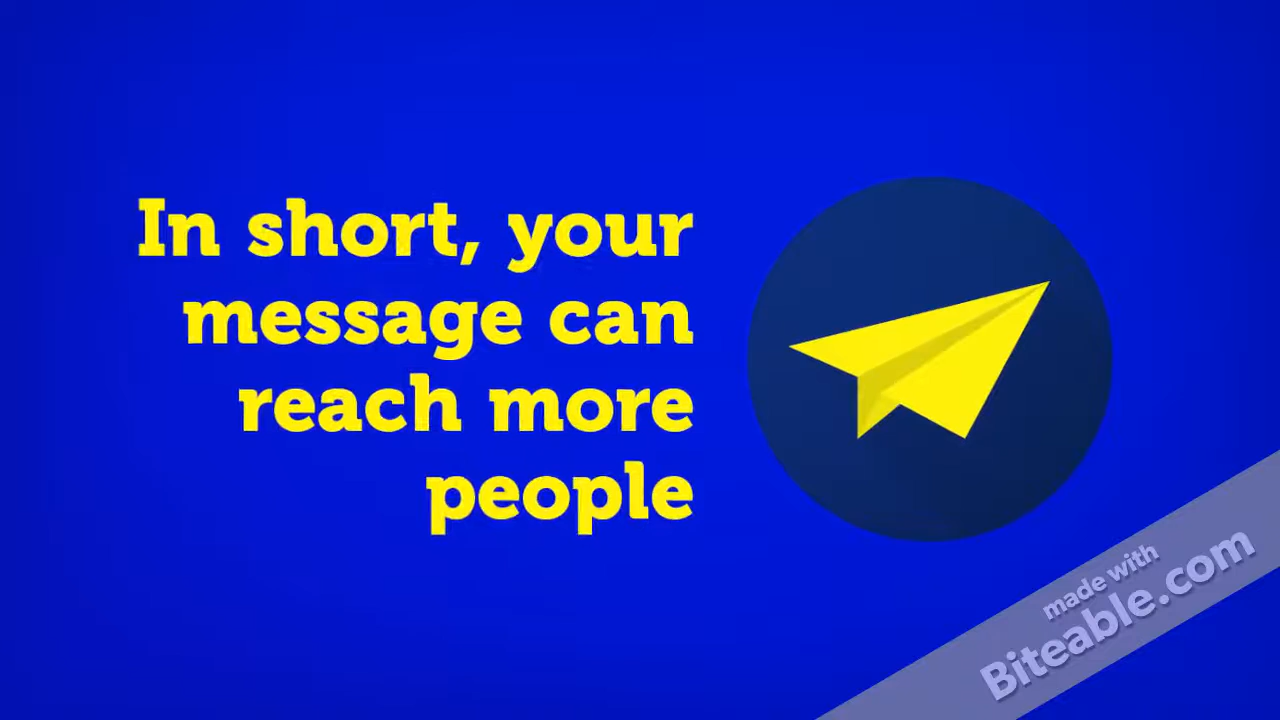 In short, your
message can
reach more
people
made with
Biteable.com